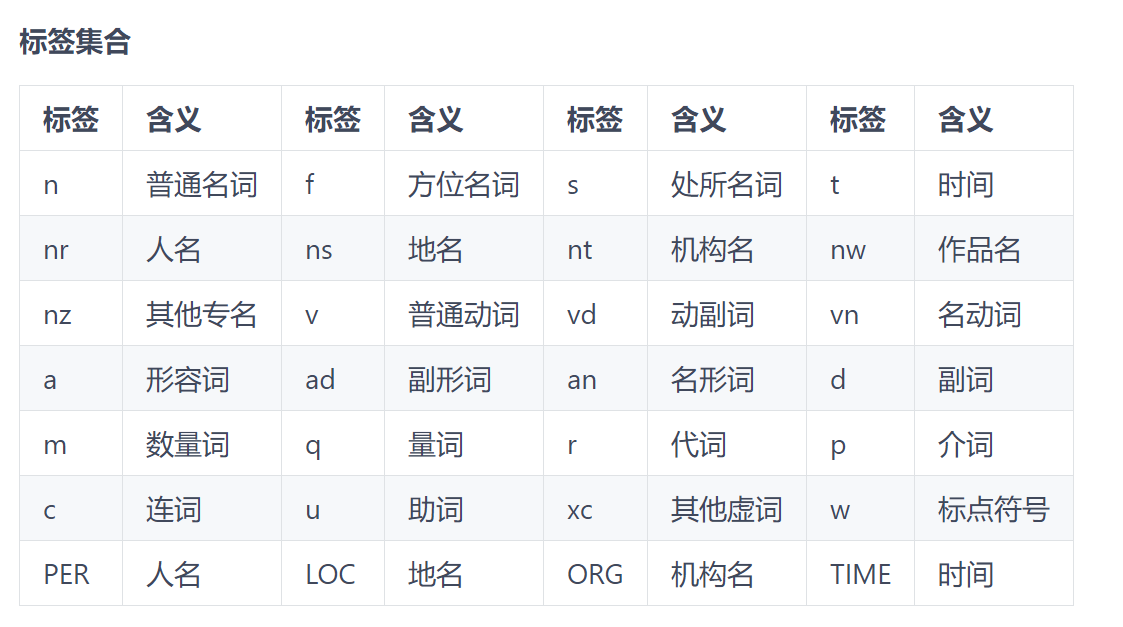 标签集合
标签 含义 标签 含义 标签 含义 标签 含义
n 普通名词 f 方位名词 s 处所名词 t 时间
nr 人名 ns 地名 nt 机构名 nw 作品名
nz 其他专名 v 普通动词 vd 动副词 vn 名动词
a 形容词 ad 副形词 an 名形词 d 副词
m 数量词 q 量词 r 代词 p 介词
c 连词 u 助词 xc 其他虚词 w 标点符号
PER 人名 LOC 地名 ORG 机构名 TIME 时间